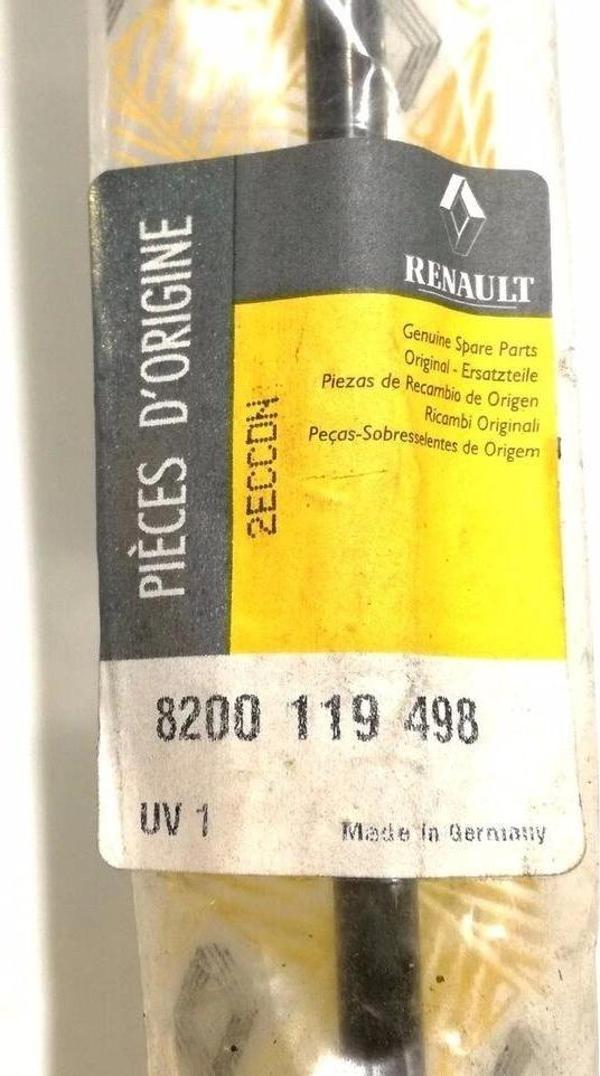 PIÈCES D'ORIGINE
RENAULT
Genuine Spare Parts
Original - Ersatzteile
Piezas de Recambio de Origen
Ricambi Originali
Peças-Sobresselentes de Origem
2ECCDN
8200 119 498
UV 1
Made In Germany